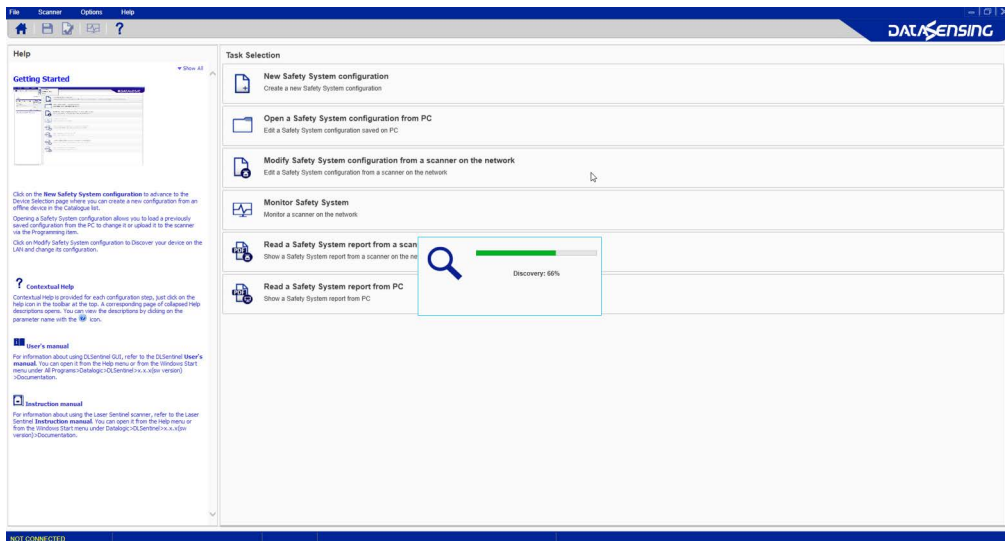 File Scanner Options Help
DATASENSING
Help
Show All
Getting Started
Click on the New Safety System configuration to advance to the
Device Selection page where you can create a new configuration from an
offline device in the Catalogue list.
Opening a Safety System configuration allows you to load a previously
saved configuration from the PC to change it or upload it to the scanner
via the Programming item.
Click on Modify Safety System configuration to Discover your device on the
LAN and change its configuration.
? Contextual Help
Contextual Help is provided for each configuration step, just click on the
help icon in the toolbar at the top. A corresponding page of collapsed Help
descriptions opens. You can view the descriptions by clicking on the
parameter name with the icon.
User's manual
For information about using DLSentinel GUI, refer to the DLSentinel User's
manual. You can open it from the Help menu or from the Windows Start
menu under All Programs>Datalogic>DLSentinel>x.x.x(sw version)
>Documentation.
Instruction manual
For information about using the Laser Sentinel scanner, refer to the Laser
Sentinel Instruction manual. You can open it from the Help menu or
from the Windows Start menu under Datalogic>DLSentinel>x.x.x(sw
version)>Documentation.
Task Selection
New Safety System configuration
Create a new Safety System configuration
Open a Safety System configuration from PC
Edit a Safety System configuration saved on PC
Modify Safety System configuration from a scanner on the network
Edit a Safety System configuration from a scanner on the network
Monitor Safety System
Monitor a scanner on the network
Read a Safety System report from a scan
Show a Safety System report from a scanner on the ne
Read a Safety System report from PC
Show a Safety System report from PC
Discovery: 66%
NOT CONNECTED